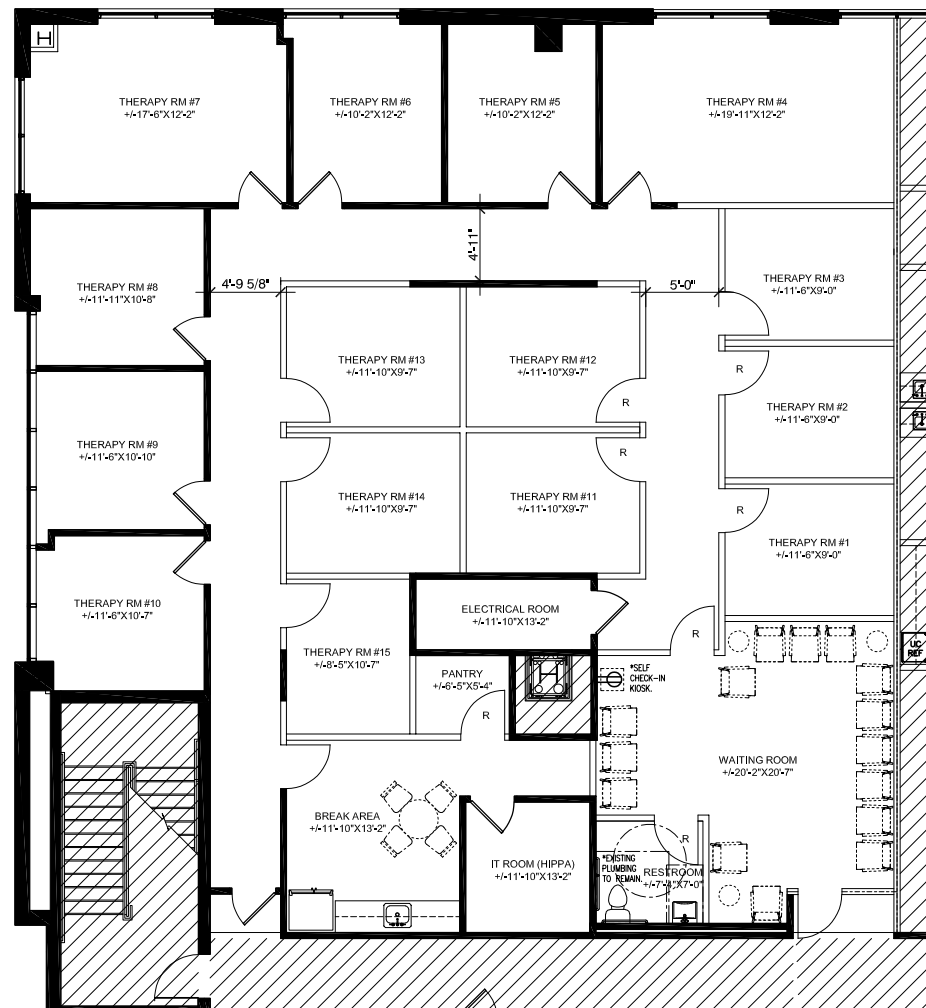 H
THERAPY RM #7
+/-17'-6"X12'-2"
THERAPY RM #6
+/-10'-2"X12'-2"
THERAPY RM #5
+/-10'-2"X12'-2"
THERAPY RM #4
+/-19'-11"X12'-2"
4'-11"
THERAPY RM #8
+/-11'-11"X10'-8"
4'-9 5/8"
5'-0"
THERAPY RM #3
+/-11'-6"X9'-0"
THERAPY RM #13
+/-11'-10"X9'-7"
THERAPY RM #12
+/-11'-10"X9'-7"
R
R
THERAPY RM #2
+/-11'-6"X9'-0"
THERAPY RM #9
+/-11'-6"X10'-10"
R
THERAPY RM #14
+/-11'-10"X9'-7"
THERAPY RM #11
+/-11'-10"X9'-7"
R
THERAPY RM #1
+/-11'-6"X9'-0"
THERAPY RM #10
+/-11'-6"X10'-7"
ELECTRICAL ROOM
+/-11'-10"X13'-2"
R
UC
REF
THERAPY RM #15
+/-8'-5"X10'-7"
PANTRY
+/-6'-5"X5'-4"
R
H
*SELF
CHECK-IN
KIOSK.
WAITING ROOM
+/-20'-2"X20'-7"
BREAK AREA
+/-11'-10"X13'-2"
IT ROOM (HIPPA)
+/-11'-10"X13'-2"
R
*EXISTING
PLUMBING
TO REMAIN.
RESTROOM
+/-7'-4"X7'-0"